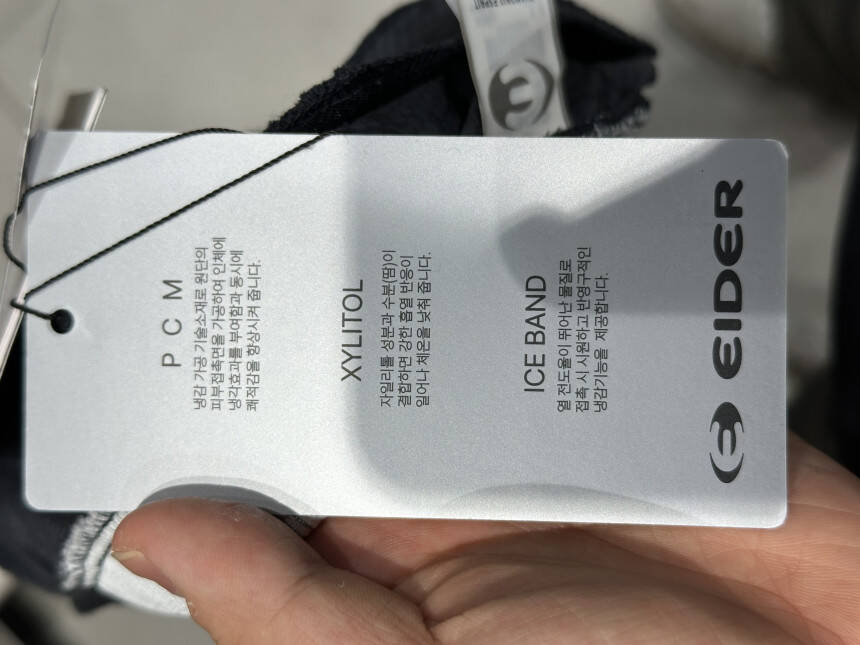 P C M
냉감 가공 기술소재로 원단의
피부접촉면을 가공하여 인체에
냉각효과를 부여함과 동시에
쾌적감을 향상시켜 줍니다.
XYLITOL
자일리톨 성분과 수분(땀)이
결합하면 강한 흡열 반응이
일어나 체온을 낮춰 줍니다.
ICE BAND
열 전도율이 뛰어난 물질로
접촉 시 시원하고 반영구적인
냉감기능을 제공합니다.
EIDER